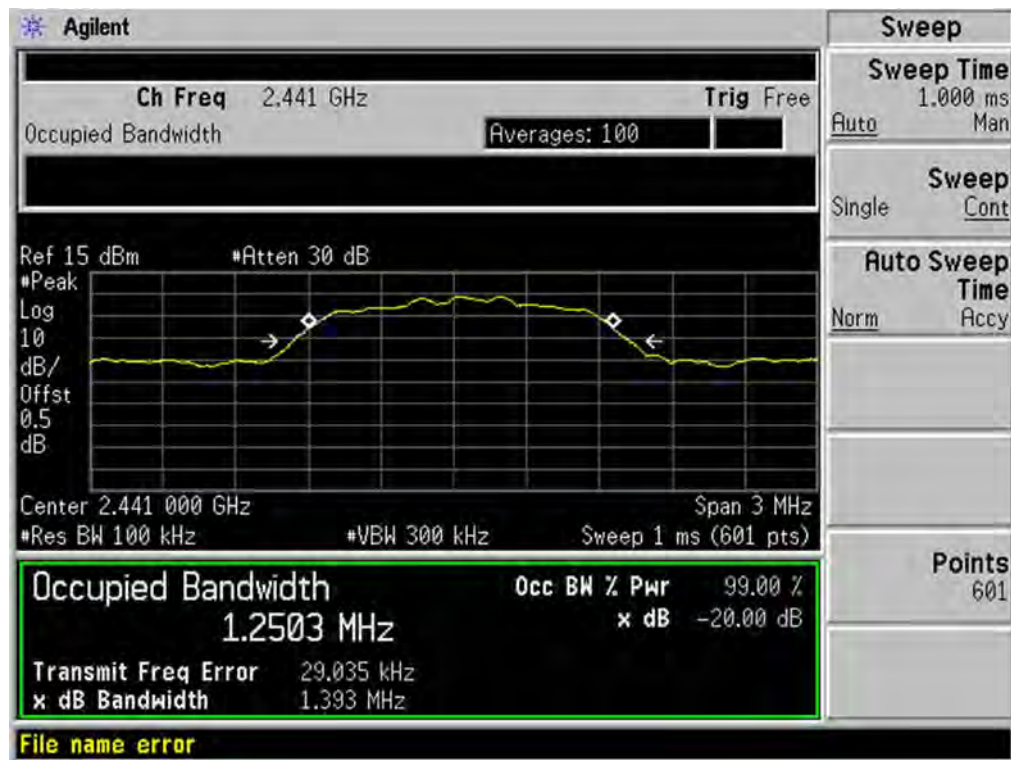 Agilent
Sweep
Ch Freq 2.441 GHz Trig Free
Occupied Bandwidth Averages: 100
Ref 15 dBm #Atten 30 dB
#Peak
Log
10
dB/
Offst
0.5
dB
Center 2.441 000 GHz Span 3 MHz
#Res BW 100 kHz #VBW 300 kHz Sweep 1 ms (601 pts)
Occupied Bandwidth Occ BW % Pwr 99.00 %
1.2503 MHz x dB -20.00 dB
Transmit Freq Error 29.035 kHz
x dB Bandwidth 1.393 MHz
File name error
Sweep Time
1.000 ms
Auto Man
Sweep
Single Cont
Auto Sweep
Time
Norm Accy
Points
601